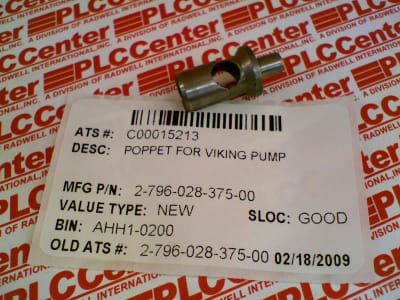 PLCCenter
A DIVISION OF RADWELL INTERNATIONAL, INC.
ATS #: C00015213
DESC: POPPET FOR VIKING PUMP
MFG P/N: 2-796-028-375-00
VALUE TYPE: NEW SLOC: GOOD
BIN: AHH1-0200
OLD ATS #: 2-796-028-375-00 02/18/2009